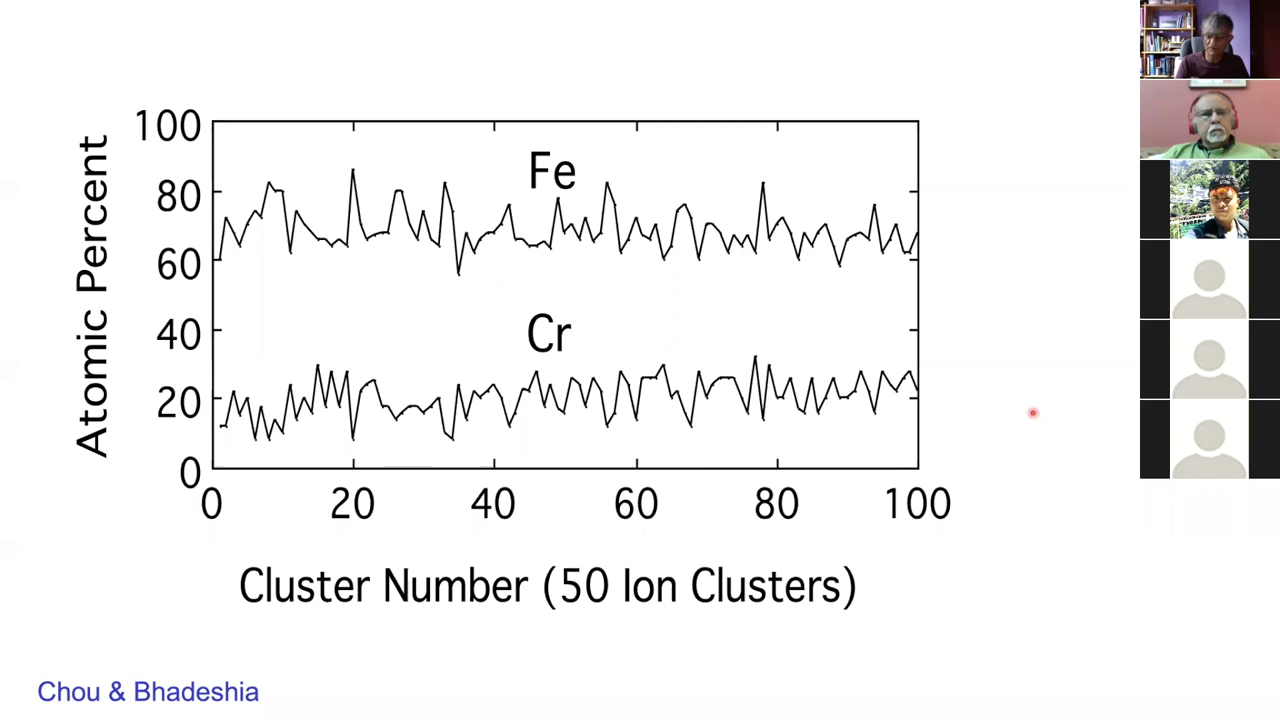 100
80
60
40
20
0
Atomic Percent
Fe
Cr
0 20 40 60 80 100
Cluster Number (50 Ion Clusters)
Chou & Bhadeshia